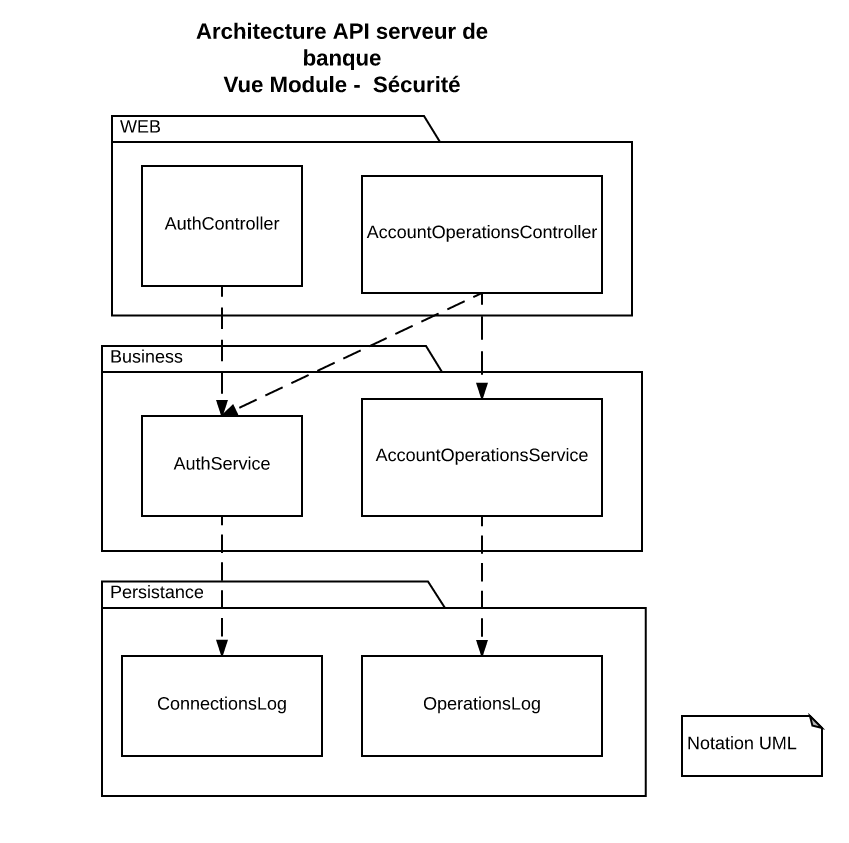 Architecture API serveur de
banque
Vue Module - Sécurité
WEB
AuthController
AccountOperationsController
Business
AuthService
AccountOperationsService
Persistance
ConnectionsLog
OperationsLog
Notation UML